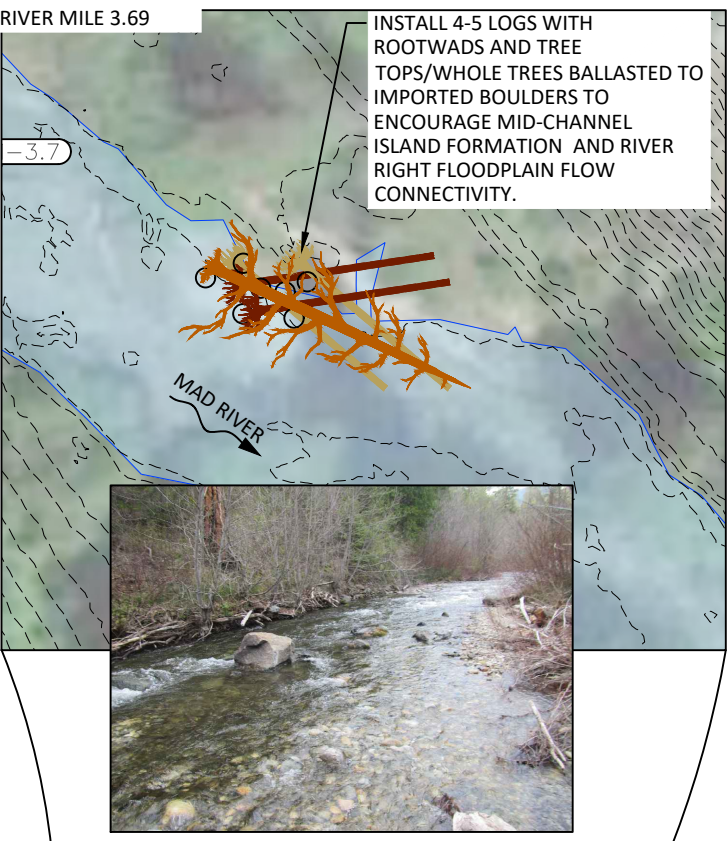 RIVER MILE 3.69
INSTALL 4-5 LOGS WITH
ROOTWADS AND TREE
TOPS/WHOLE TREES BALLASTED TO
IMPORTED BOULDERS TO
ENCOURAGE MID-CHANNEL
ISLAND FORMATION AND RIVER
RIGHT FLOODPLAIN FLOW
CONNECTIVITY.
-3.7
MAD RIVER